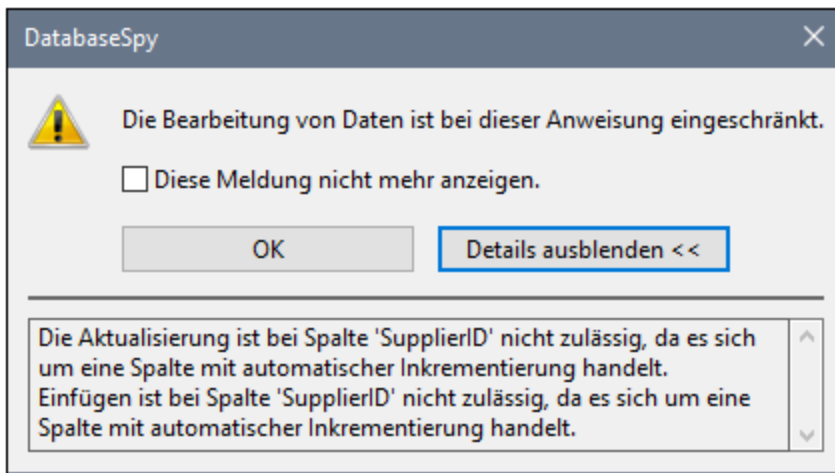 DatabaseSpy
Die Bearbeitung von Daten ist bei dieser Anweisung eingeschränkt.
Diese Meldung nicht mehr anzeigen.
OK
Details ausblenden <<
Die Aktualisierung ist bei Spalte 'SupplierID' nicht zulässig, da es sich
um eine Spalte mit automatischer Inkrementierung handelt.
Einfügen ist bei Spalte 'SupplierID' nicht zulässig, da es sich um eine
Spalte mit automatischer Inkrementierung handelt.